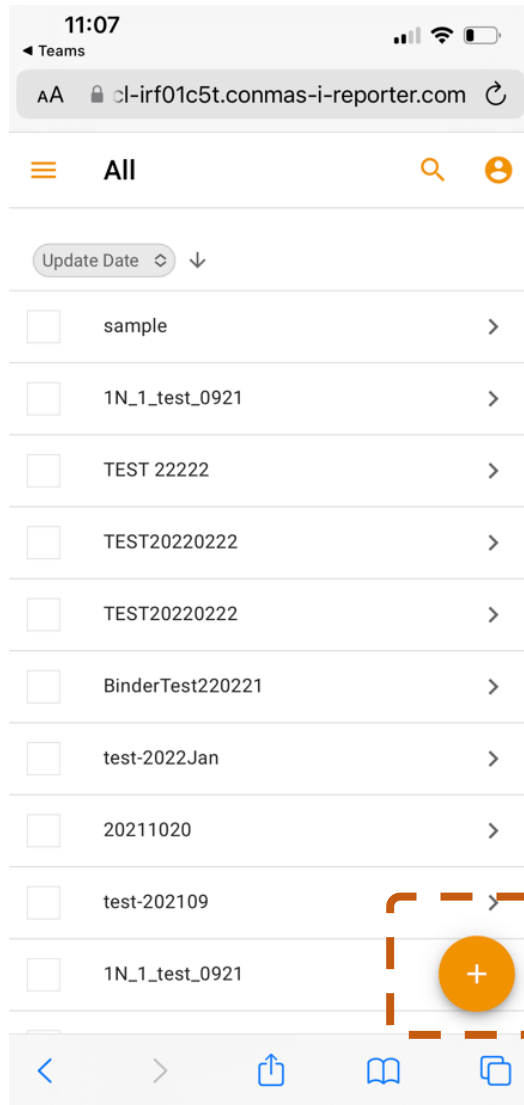 11:07
◀ Teams
AA cl-irf01c5t.conmas-i-reporter.com
All
Update Date
sample
1N_1_test_0921
TEST 22222
TEST20220222
TEST20220222
BinderTest220221
test-2022Jan
20211020
test-202109
1N_1_test_0921
+